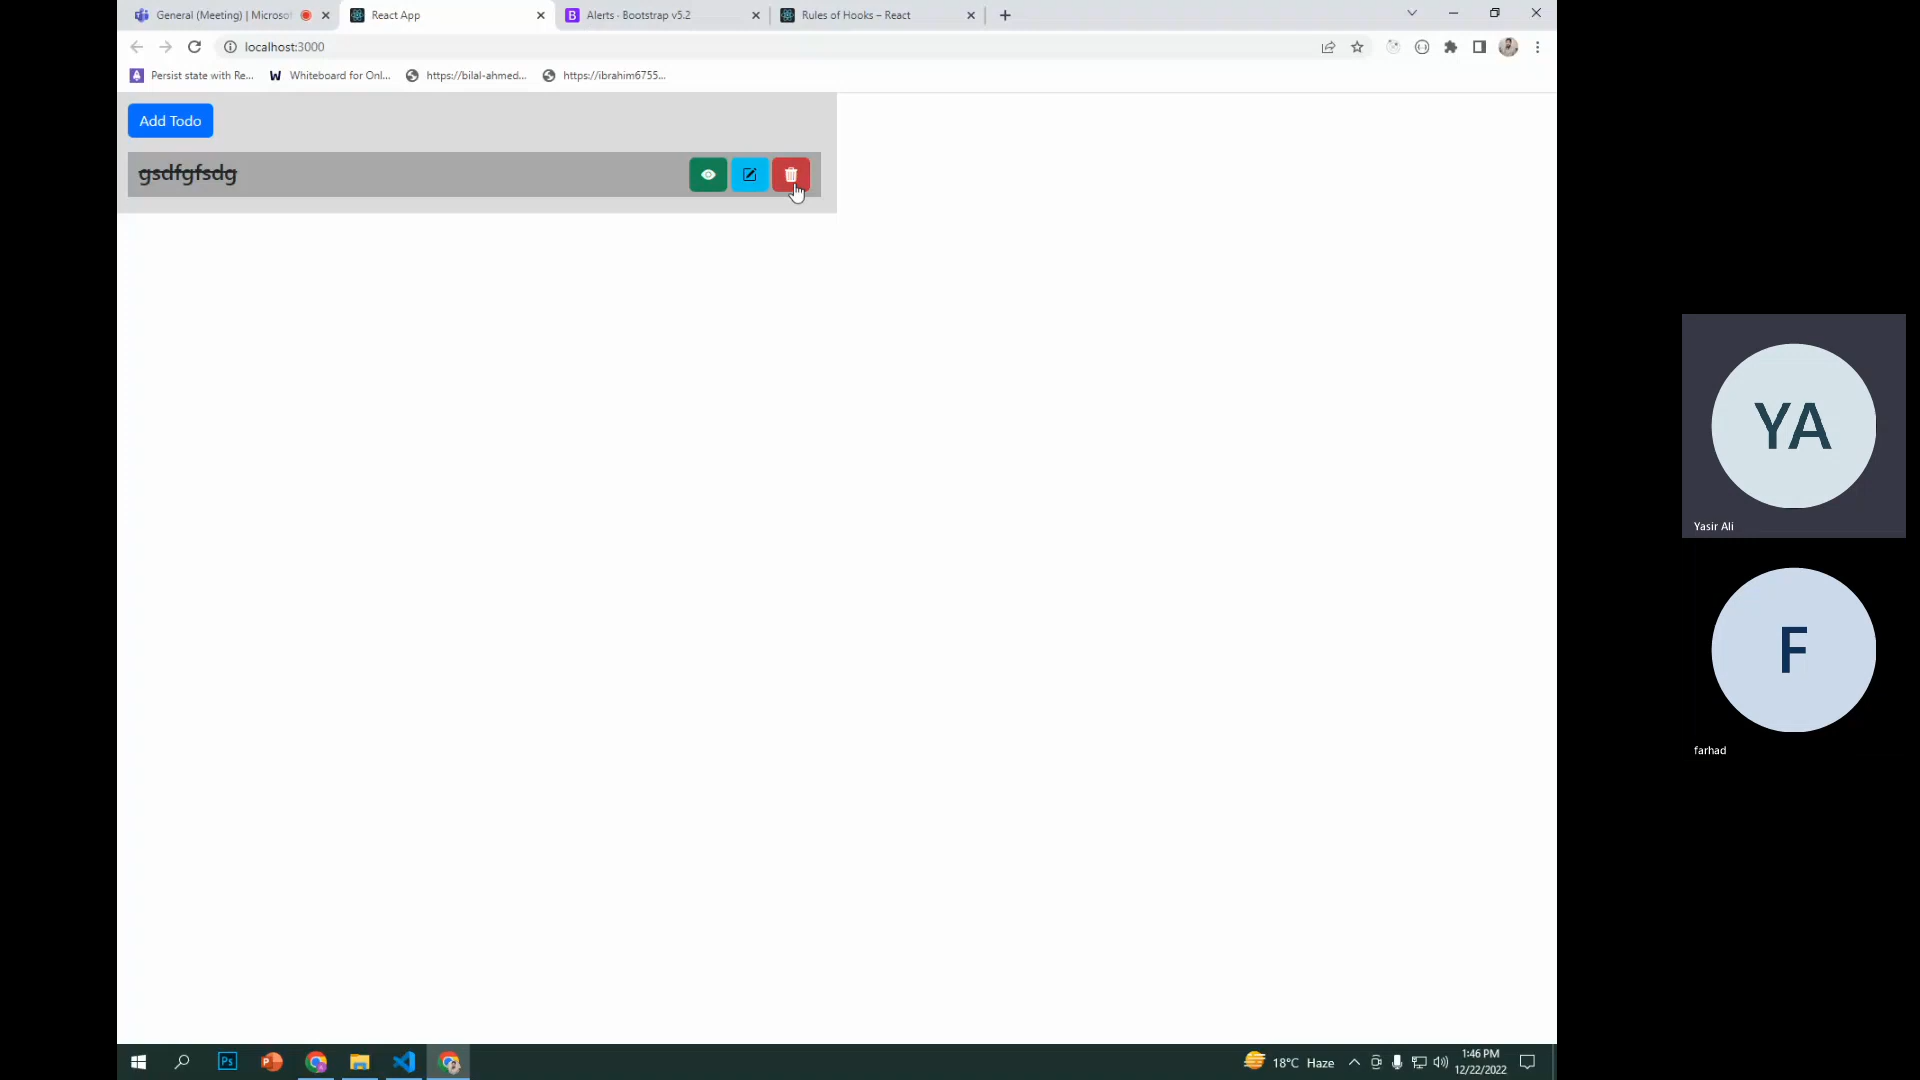 General (Meeting) | Microso
React App
Alerts · Bootstrap v5.2
Rules of Hooks – React
localhost:3000
Persist state with Re...
Whiteboard for Onl...
https://bilal-ahmed...
https://ibrahim6755...
Add Todo
gsdfgfsdg
YA
Yasir Ali
F
farhad
Ps
18°C Haze
1:46 PM
12/22/2022